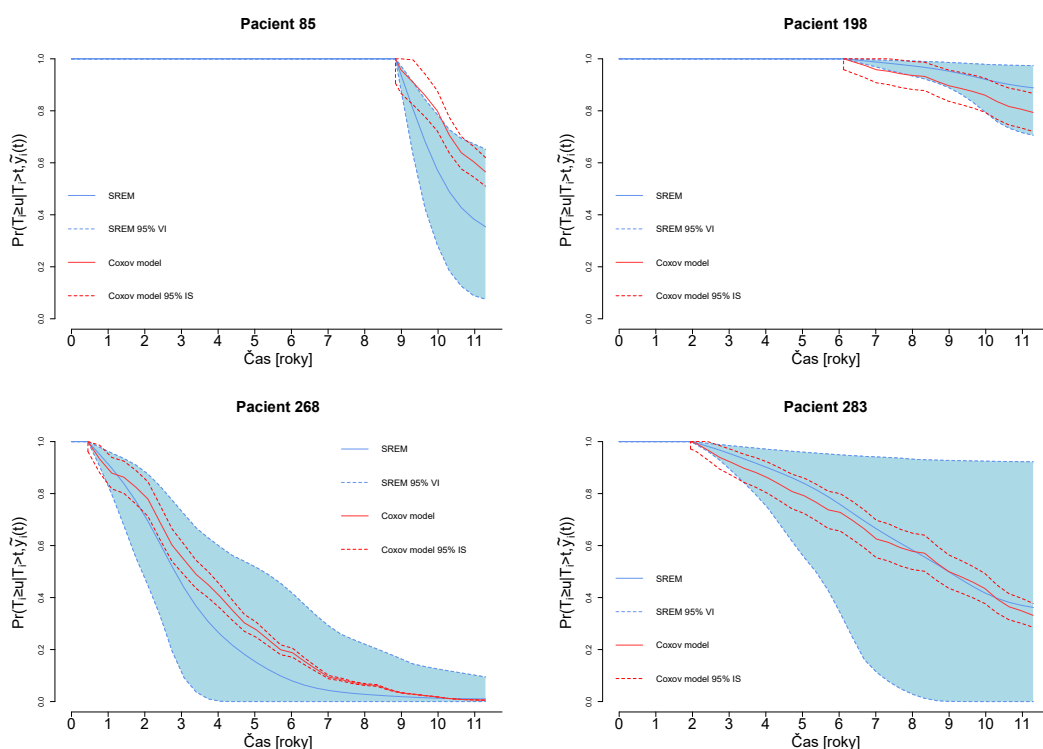 Pacient 85
Pr(T_i≥u|T_i>t,ỹ_i(t))
1.0
0.8
0.6
0.4
0.2
0.0
SREM
SREM 95% VI
Coxov model
Coxov model 95% IS
0 1 2 3 4 5 6 7 8 9 10 11
Čas [roky]
Pacient 198
Pr(T_i≥u|T_i>t,ỹ_i(t))
1.0
0.8
0.6
0.4
0.2
0.0
SREM
SREM 95% VI
Coxov model
Coxov model 95% IS
0 1 2 3 4 5 6 7 8 9 10 11
Čas [roky]
Pacient 268
Pr(T_i≥u|T_i>t,ỹ_i(t))
1.0
0.8
0.6
0.4
0.2
0.0
SREM
SREM 95% VI
Coxov model
Coxov model 95% IS
0 1 2 3 4 5 6 7 8 9 10 11
Čas [roky]
Pacient 283
Pr(T_i≥u|T_i>t,ỹ_i(t))
1.0
0.8
0.6
0.4
0.2
0.0
SREM
SREM 95% VI
Coxov model
Coxov model 95% IS
0 1 2 3 4 5 6 7 8 9 10 11
Čas [roky]